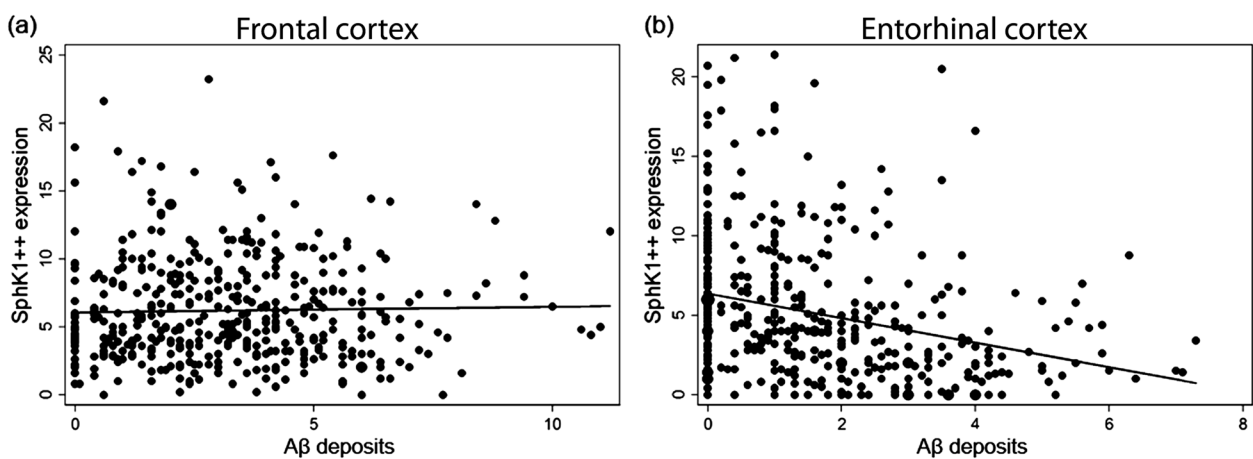 (a) Frontal cortex
SphK1++ expression
25
20
15
10
5
0
0 5 10
Aβ deposits
(b) Entorhinal cortex
SphK1++ expression
20
15
10
5
0
0 2 4 6 8
Aβ deposits